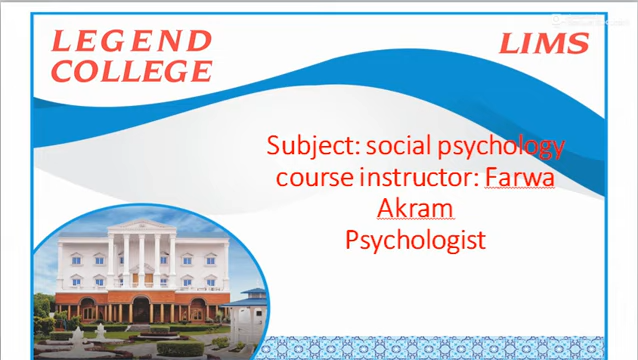 LEGEND
COLLEGE
LIMS
Subject: social psychology
course instructor: Farwa
Akram
Psychologist